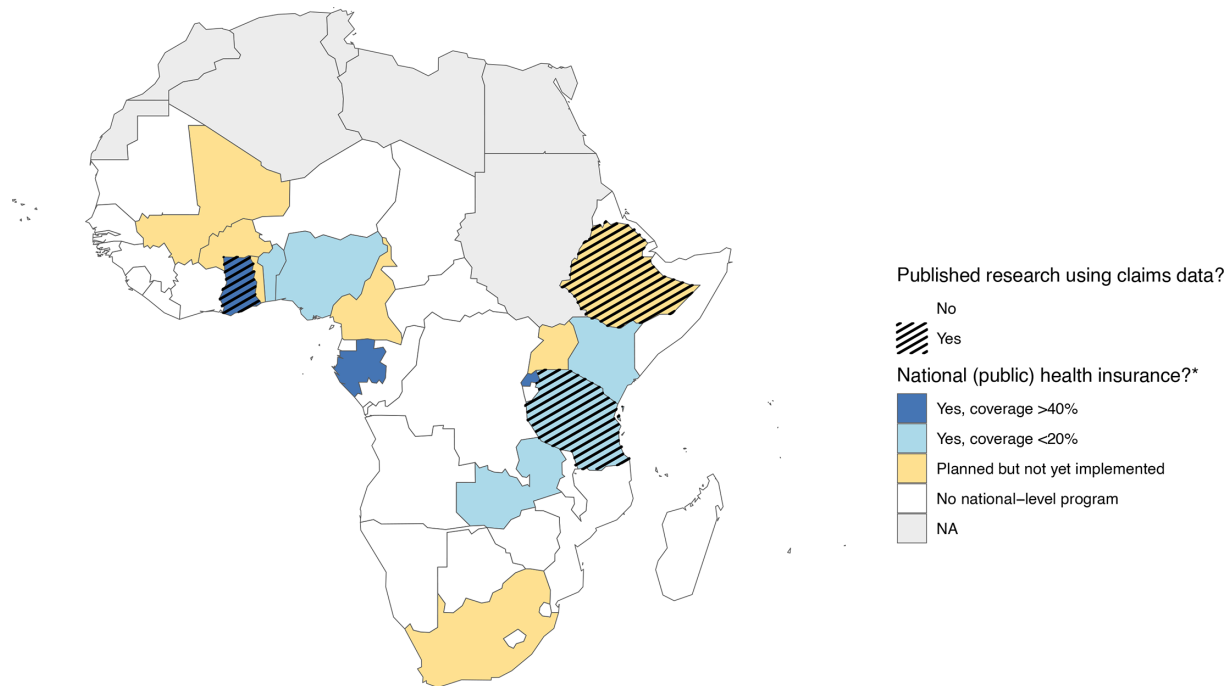 Published research using claims data?
No
Yes
National (public) health insurance?*
Yes, coverage >40%
Yes, coverage <20%
Planned but not yet implemented
No national−level program
NA